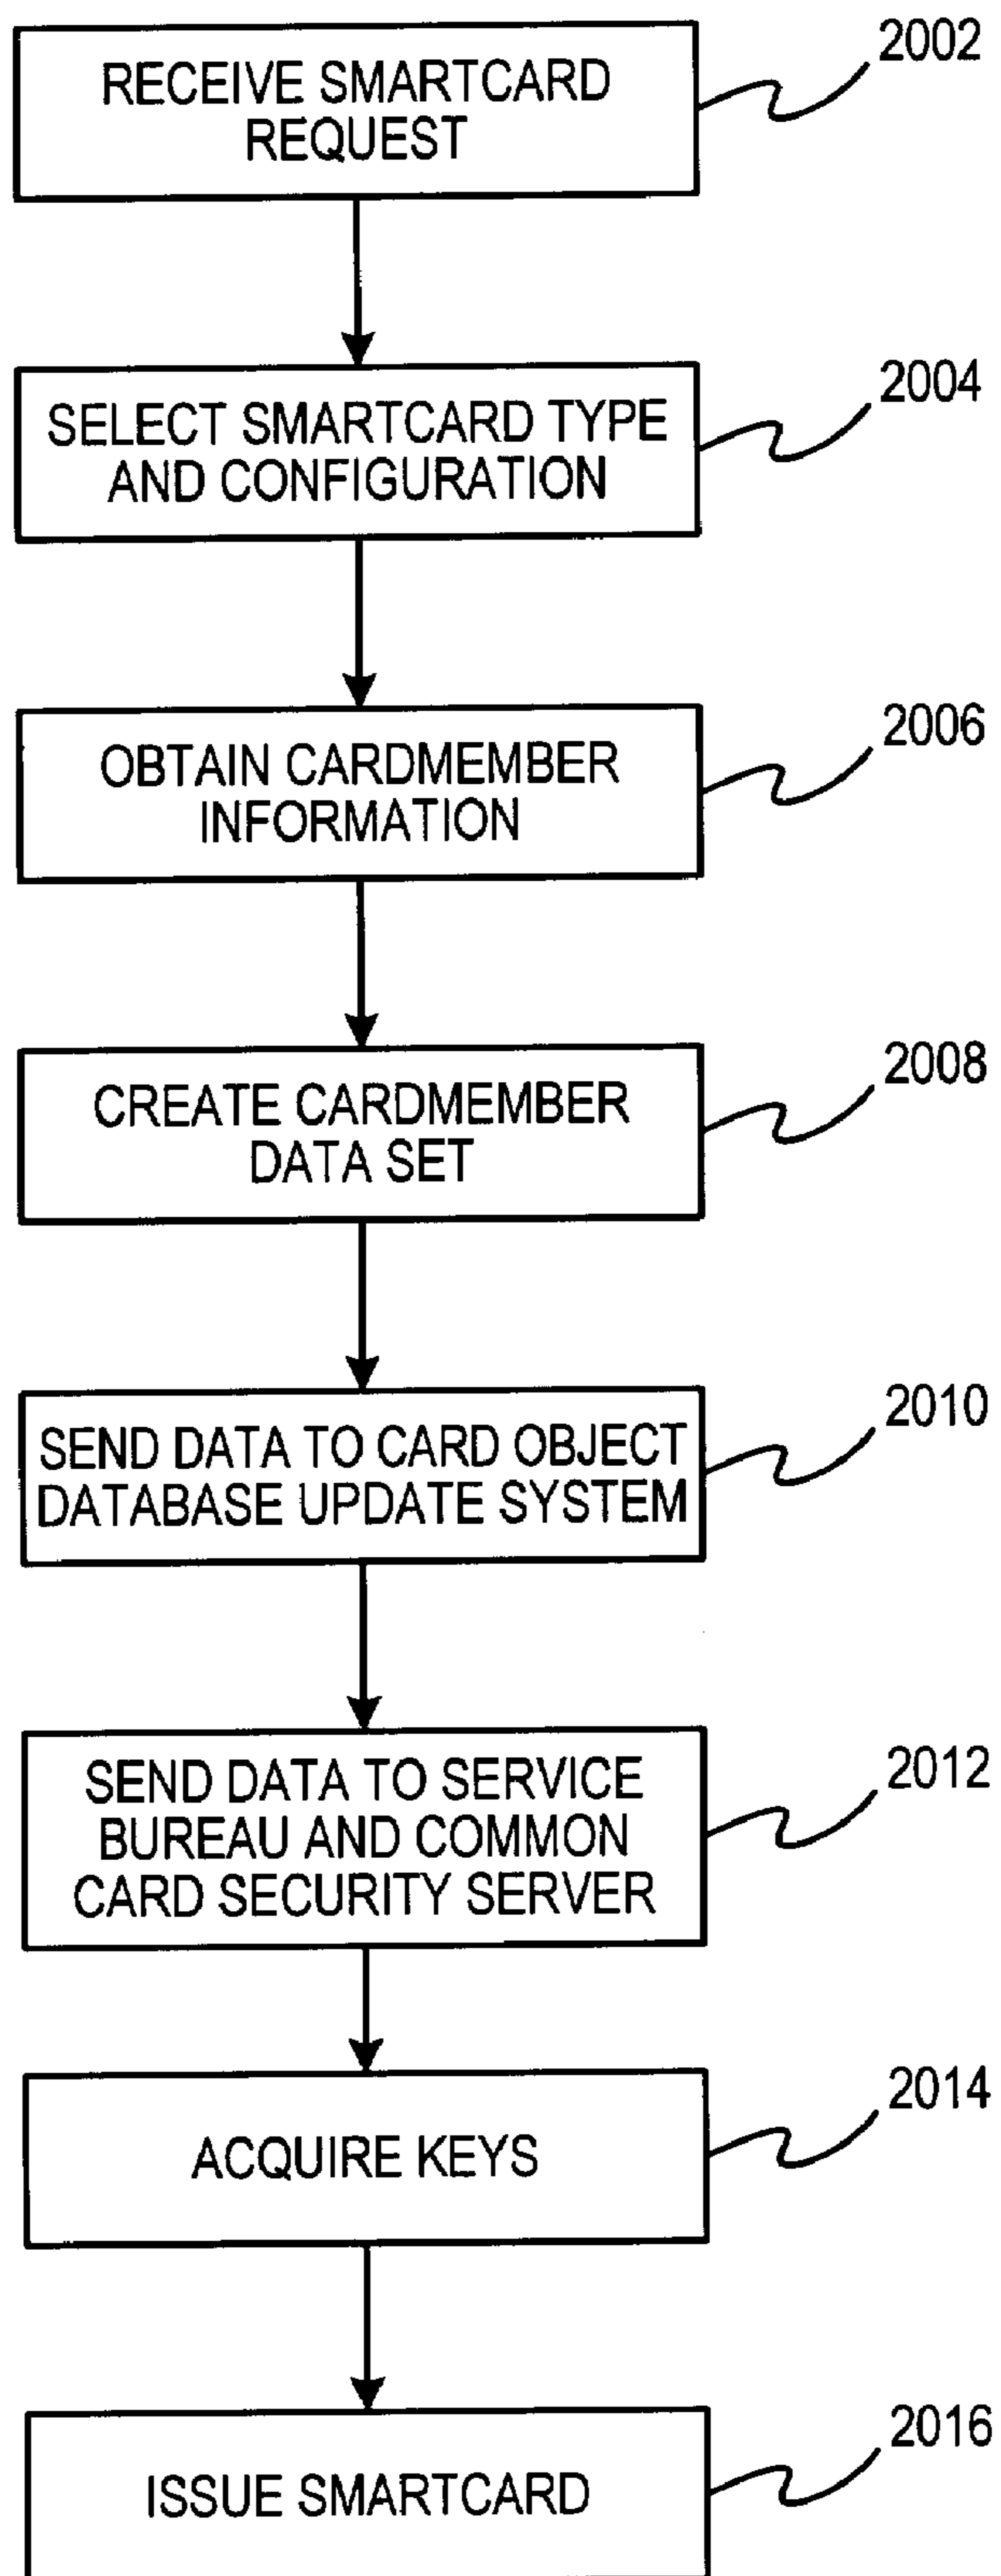 RECEIVE SMARTCARD
REQUEST
2002
SELECT SMARTCARD TYPE
AND CONFIGURATION
2004
OBTAIN CARDMEMBER
INFORMATION
2006
CREATE CARDMEMBER
DATA SET
2008
SEND DATA TO CARD OBJECT
DATABASE UPDATE SYSTEM
2010
SEND DATA TO SERVICE
BUREAU AND COMMON
CARD SECURITY SERVER
2012
ACQUIRE KEYS
2014
ISSUE SMARTCARD
2016